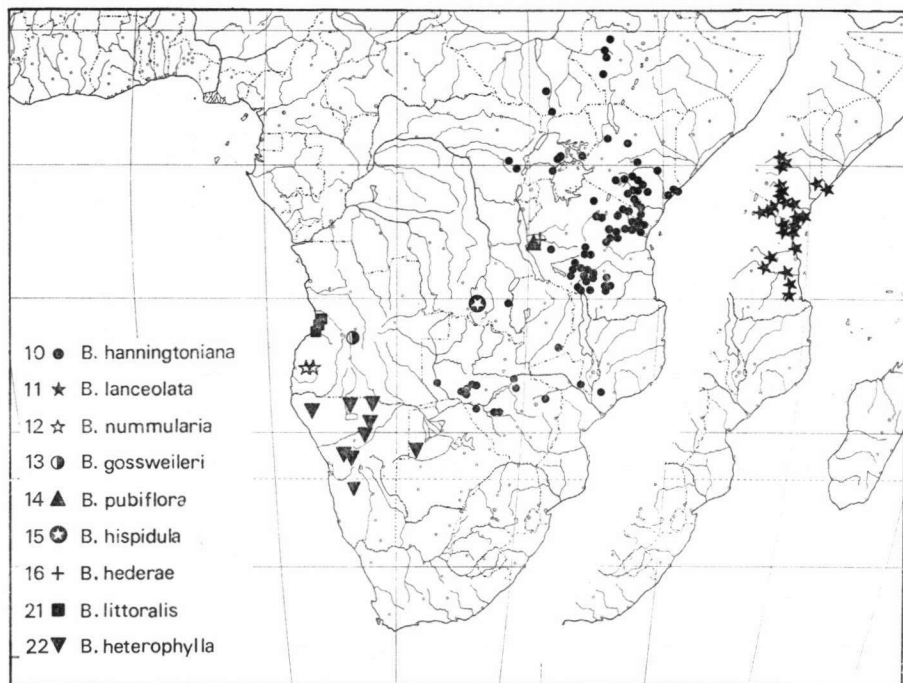 10 ● B. hanningtoniana
11 ★ B. lanceolata
12 ☆ B. nummularia
13 ◑ B. gossweileri
14 ▲ B. pubiflora
15 ✪ B. hispidula
16 + B. hederae
21 ■ B. littoralis
22 ▼ B. heterophylla